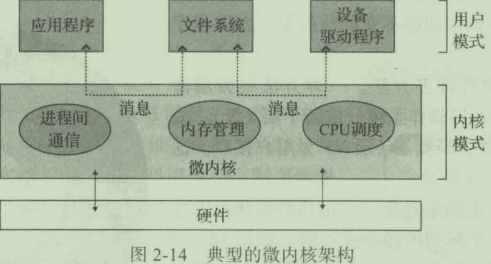 应用程序
文件系统
设备
驱动程序
用户
模式
消息
消息
进程间
通信
内存管理
CPU调度
内核
模式
微内核
硬件
图 2-14 典型的微内核架构